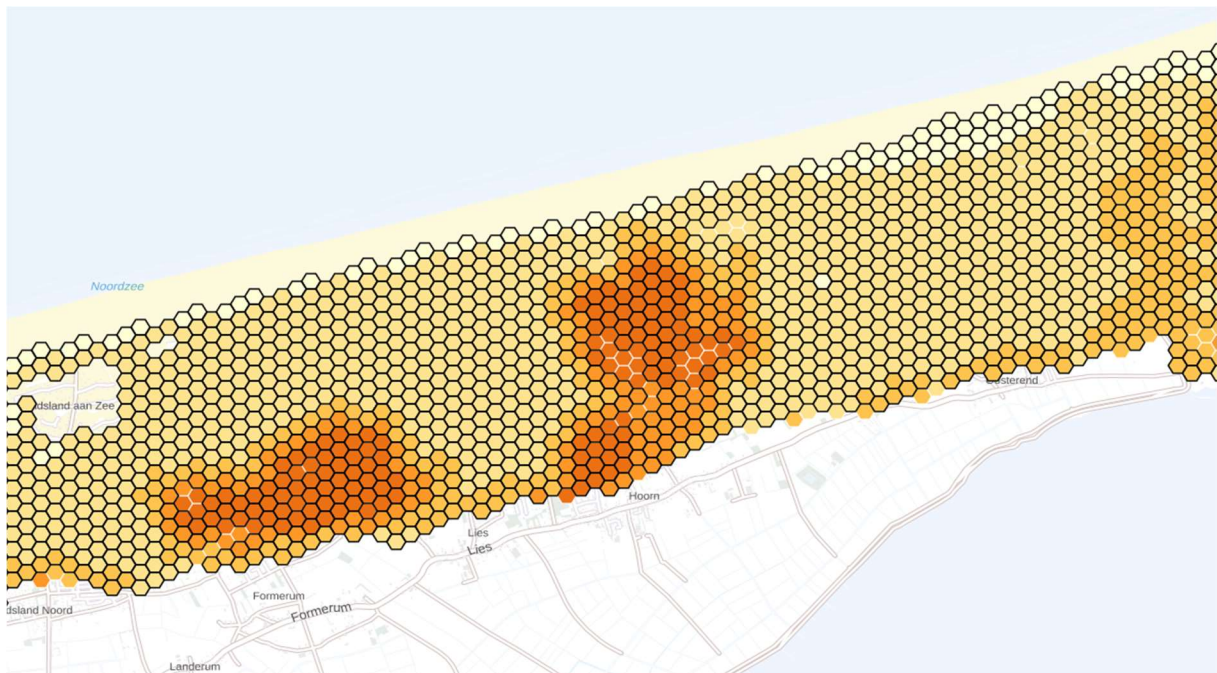 Noordzee
dsland aan Zee
Oosterend
Hoorn
Lies
Lies
Formerum
Formerum
dsland Noord
Landerum